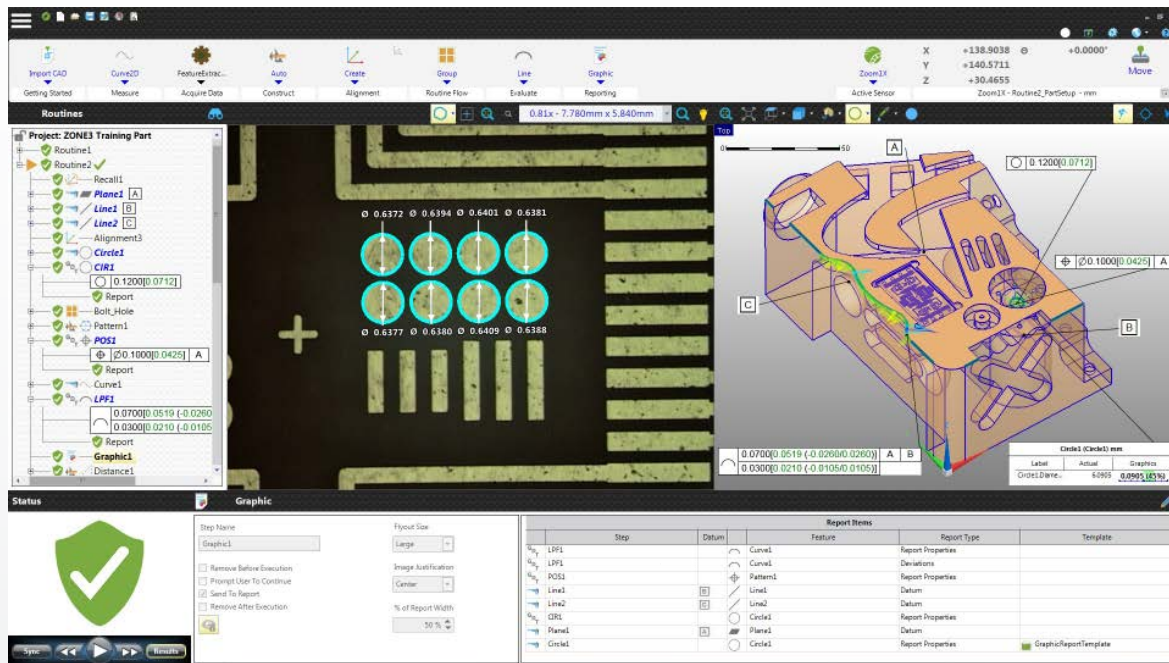 Import CAD
Curve2D
FeatureExtrac...
Auto
Create
Group
Line
Graphic
Zoom1X
X +138.9038 Θ +0.0000°
Y +140.5711
Z +30.4655
Move
Getting Started
Measure
Acquire Data
Construct
Alignment
Routine Flow
Evaluate
Reporting
Active Sensor
Zoom1X - Routine2_PartSetup - mm
Routines
0.81x - 7.780mm x 5.840mm
Project: ZONE3 Training Part
Routine1
Routine2
Recall1
Plane1 A
Line1 B
Line2 C
Alignment3
Circle1
CIR1
0.1200[0.0712]
Report
Bolt_Hole
Pattern1
POS1
Ø0.1000[0.0425] A
Curve1
LPF1
0.0700[0.0519 (-0.0260
0.0300[0.0210 (-0.0105
Report
Graphic1
Distance1
Ø 0.6372 Ø 0.6394 Ø 0.6401 Ø 0.6381
Ø 0.6377 Ø 0.6380 Ø 0.6409 Ø 0.6388
Top
0 50
A
0.1200[0.0712]
Ø0.1000[0.0425] A
C
B
0.0700[0.0519 (-0.0260/0.0260)] A B
0.0300[0.0210 (-0.0105/0.0105)]
Circle1 (Circle1) mm
Label Actual Graphics
Circle1.Diame... 6.0905 0.0905 (45%)
Status
Graphic
Step Name
Graphic1
Remove Before Execution
Prompt User To Continue
Send To Report
Remove After Execution
Flyout Size
Large
Image Justification
Center
% of Report Width
50 %
Report Items
Step Datum Feature Report Type Template
LPF1 Curve1 Report Properties
LPF1 Curve1 Deviations
POS1 Pattern1 Report Properties
Line1 B Line1 Datum
Line2 C Line2 Datum
CIR1 Circle1 Report Properties
Plane1 A Plane1 Datum
Circle1 Circle1 Report Properties GraphicReportTemplate
Sync
Results